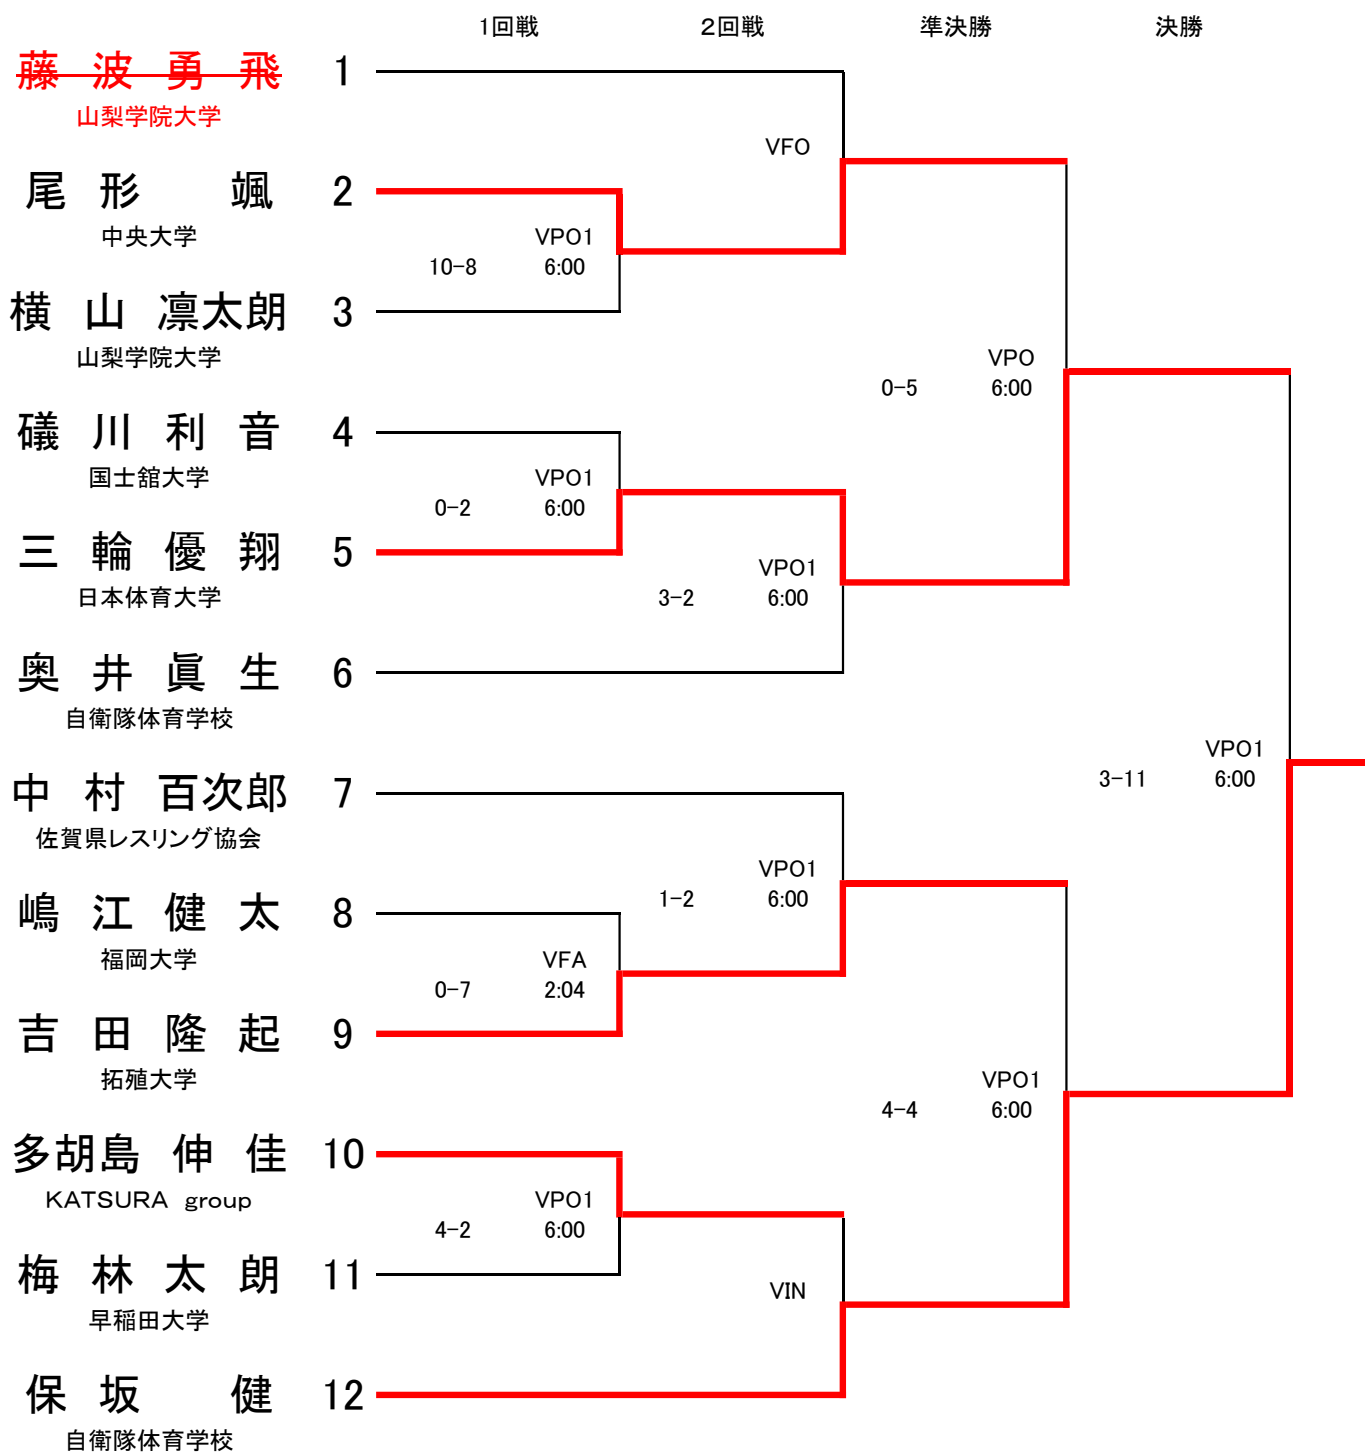 1回戦 2回戦 準決勝 決勝
藤波勇飛 1
山梨学院大学
VFO
尾形 颯 2
中央大学
VPO1
10-8 6:00
横山 凛太朗 3
山梨学院大学
VPO
0-5 6:00
礒川利音 4
国士舘大学
VPO1
0-2 6:00
三輪優翔 5
日本体育大学
VPO1
3-2 6:00
奥井眞生 6
自衛隊体育学校
VPO1
3-11 6:00
中村 百次郎 7
佐賀県レスリング協会
VPO1
1-2 6:00
嶋江健太 8
福岡大学
VFA
0-7 2:04
吉田隆起 9
拓殖大学
VPO1
4-4 6:00
多胡島 伸佳 10
KATSURA group
VPO1
4-2 6:00
梅林太朗 11
早稲田大学
VIN
保坂 健 12
自衛隊体育学校